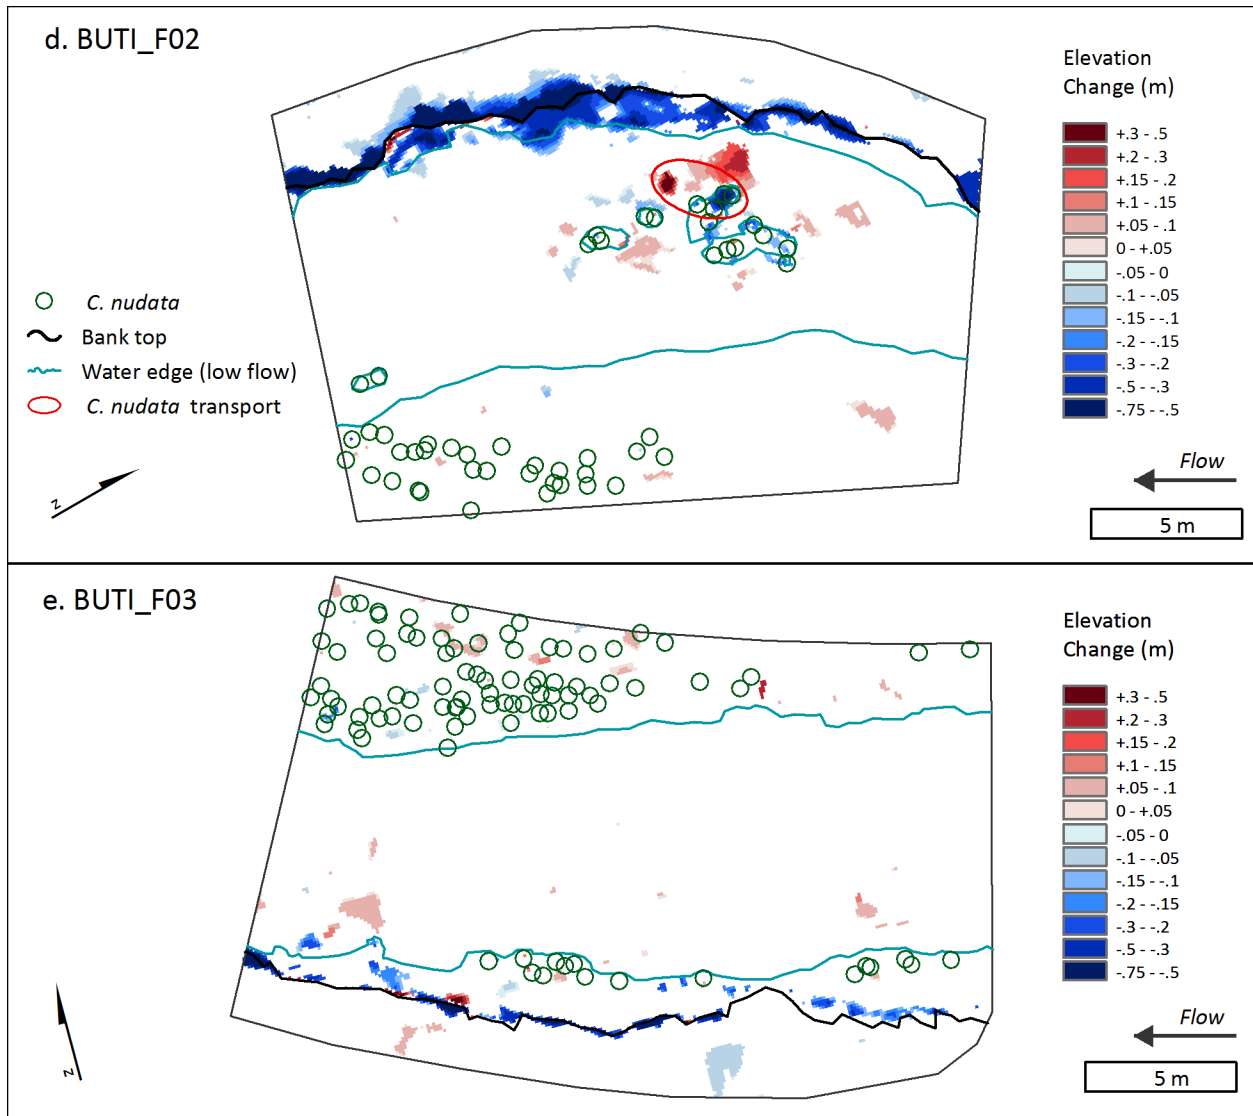 d. BUTI_F02
Elevation
Change (m)
+.3 - .5
+.2 - .3
+.15 - .2
+.1 - .15
+.05 - .1
0 - +.05
-.05 - 0
-.1 - -.05
-.15 - -.1
-.2 - -.15
-.3 - -.2
-.5 - -.3
-.75 - -.5
C. nudata
Bank top
Water edge (low flow)
C. nudata transport
z
Flow
5 m
e. BUTI_F03
Elevation
Change (m)
+.3 - .5
+.2 - .3
+.15 - .2
+.1 - .15
+.05 - .1
0 - +.05
-.05 - 0
-.1 - -.05
-.15 - -.1
-.2 - -.15
-.3 - -.2
-.5 - -.3
-.75 - -.5
z
Flow
5 m